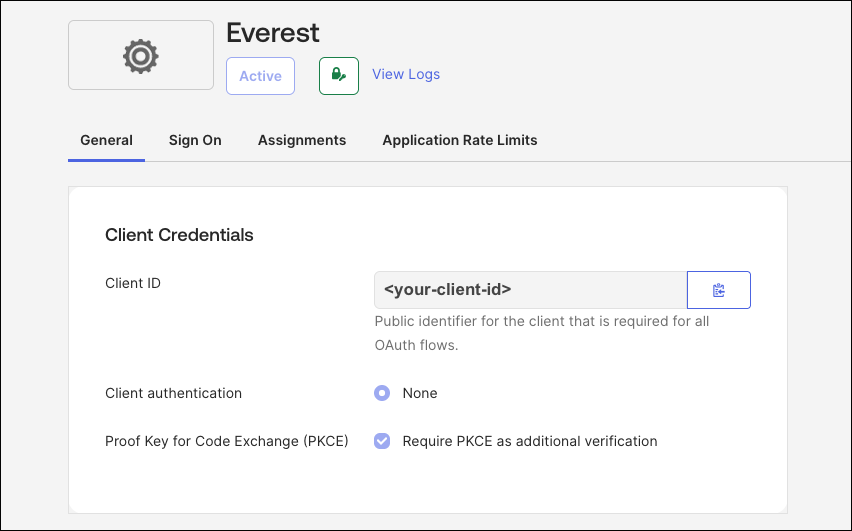 Everest
Active
View Logs
General Sign On Assignments Application Rate Limits
Client Credentials
Client ID
<your-client-id>
Public identifier for the client that is required for all
OAuth flows.
Client authentication
None
Proof Key for Code Exchange (PKCE)
Require PKCE as additional verification